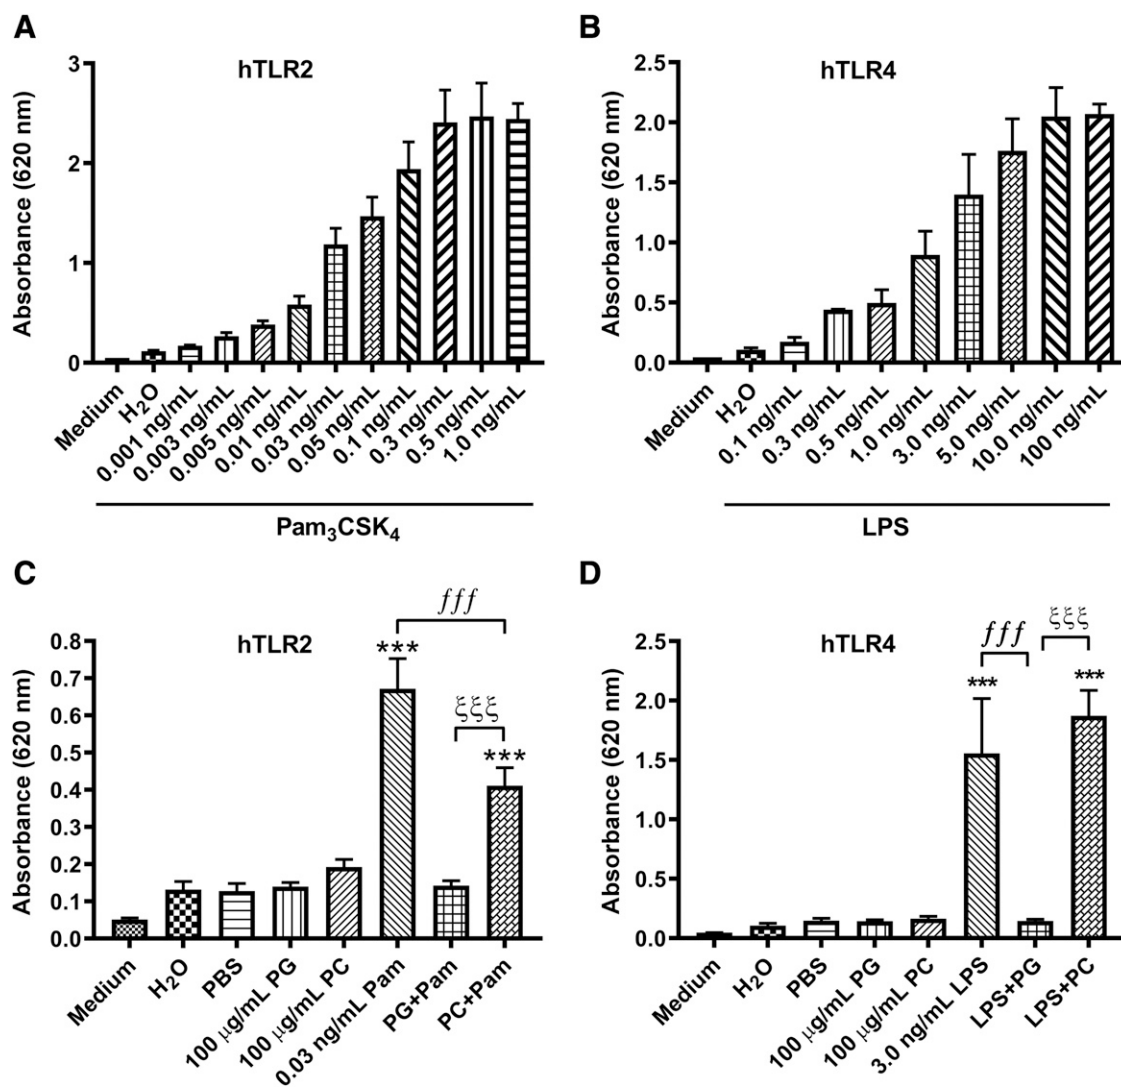 A
hTLR2
Absorbance (620 nm)
3
2
1
0
Medium
H₂O
0.001 ng/mL
0.003 ng/mL
0.005 ng/mL
0.01 ng/mL
0.03 ng/mL
0.05 ng/mL
0.1 ng/mL
0.3 ng/mL
0.5 ng/mL
1.0 ng/mL
Pam₃CSK₄
B
hTLR4
Absorbance (620 nm)
2.5
2.0
1.5
1.0
0.5
0.0
Medium
H₂O
0.1 ng/mL
0.3 ng/mL
0.5 ng/mL
1.0 ng/mL
3.0 ng/mL
5.0 ng/mL
10.0 ng/mL
100 ng/mL
LPS
C
hTLR2
Absorbance (620 nm)
0.8
0.7
0.6
0.5
0.4
0.3
0.2
0.1
0.0
fff
***
ξξξ
***
Medium
H₂O
PBS
100 μg/mL PG
100 μg/mL PC
0.03 ng/mL Pam
PG+Pam
PC+Pam
D
hTLR4
Absorbance (620 nm)
2.5
2.0
1.5
1.0
0.5
0.0
fff
ξξξ
***
***
Medium
H₂O
PBS
100 μg/mL PG
100 μg/mL PC
3.0 ng/mL LPS
LPS+PG
LPS+PC